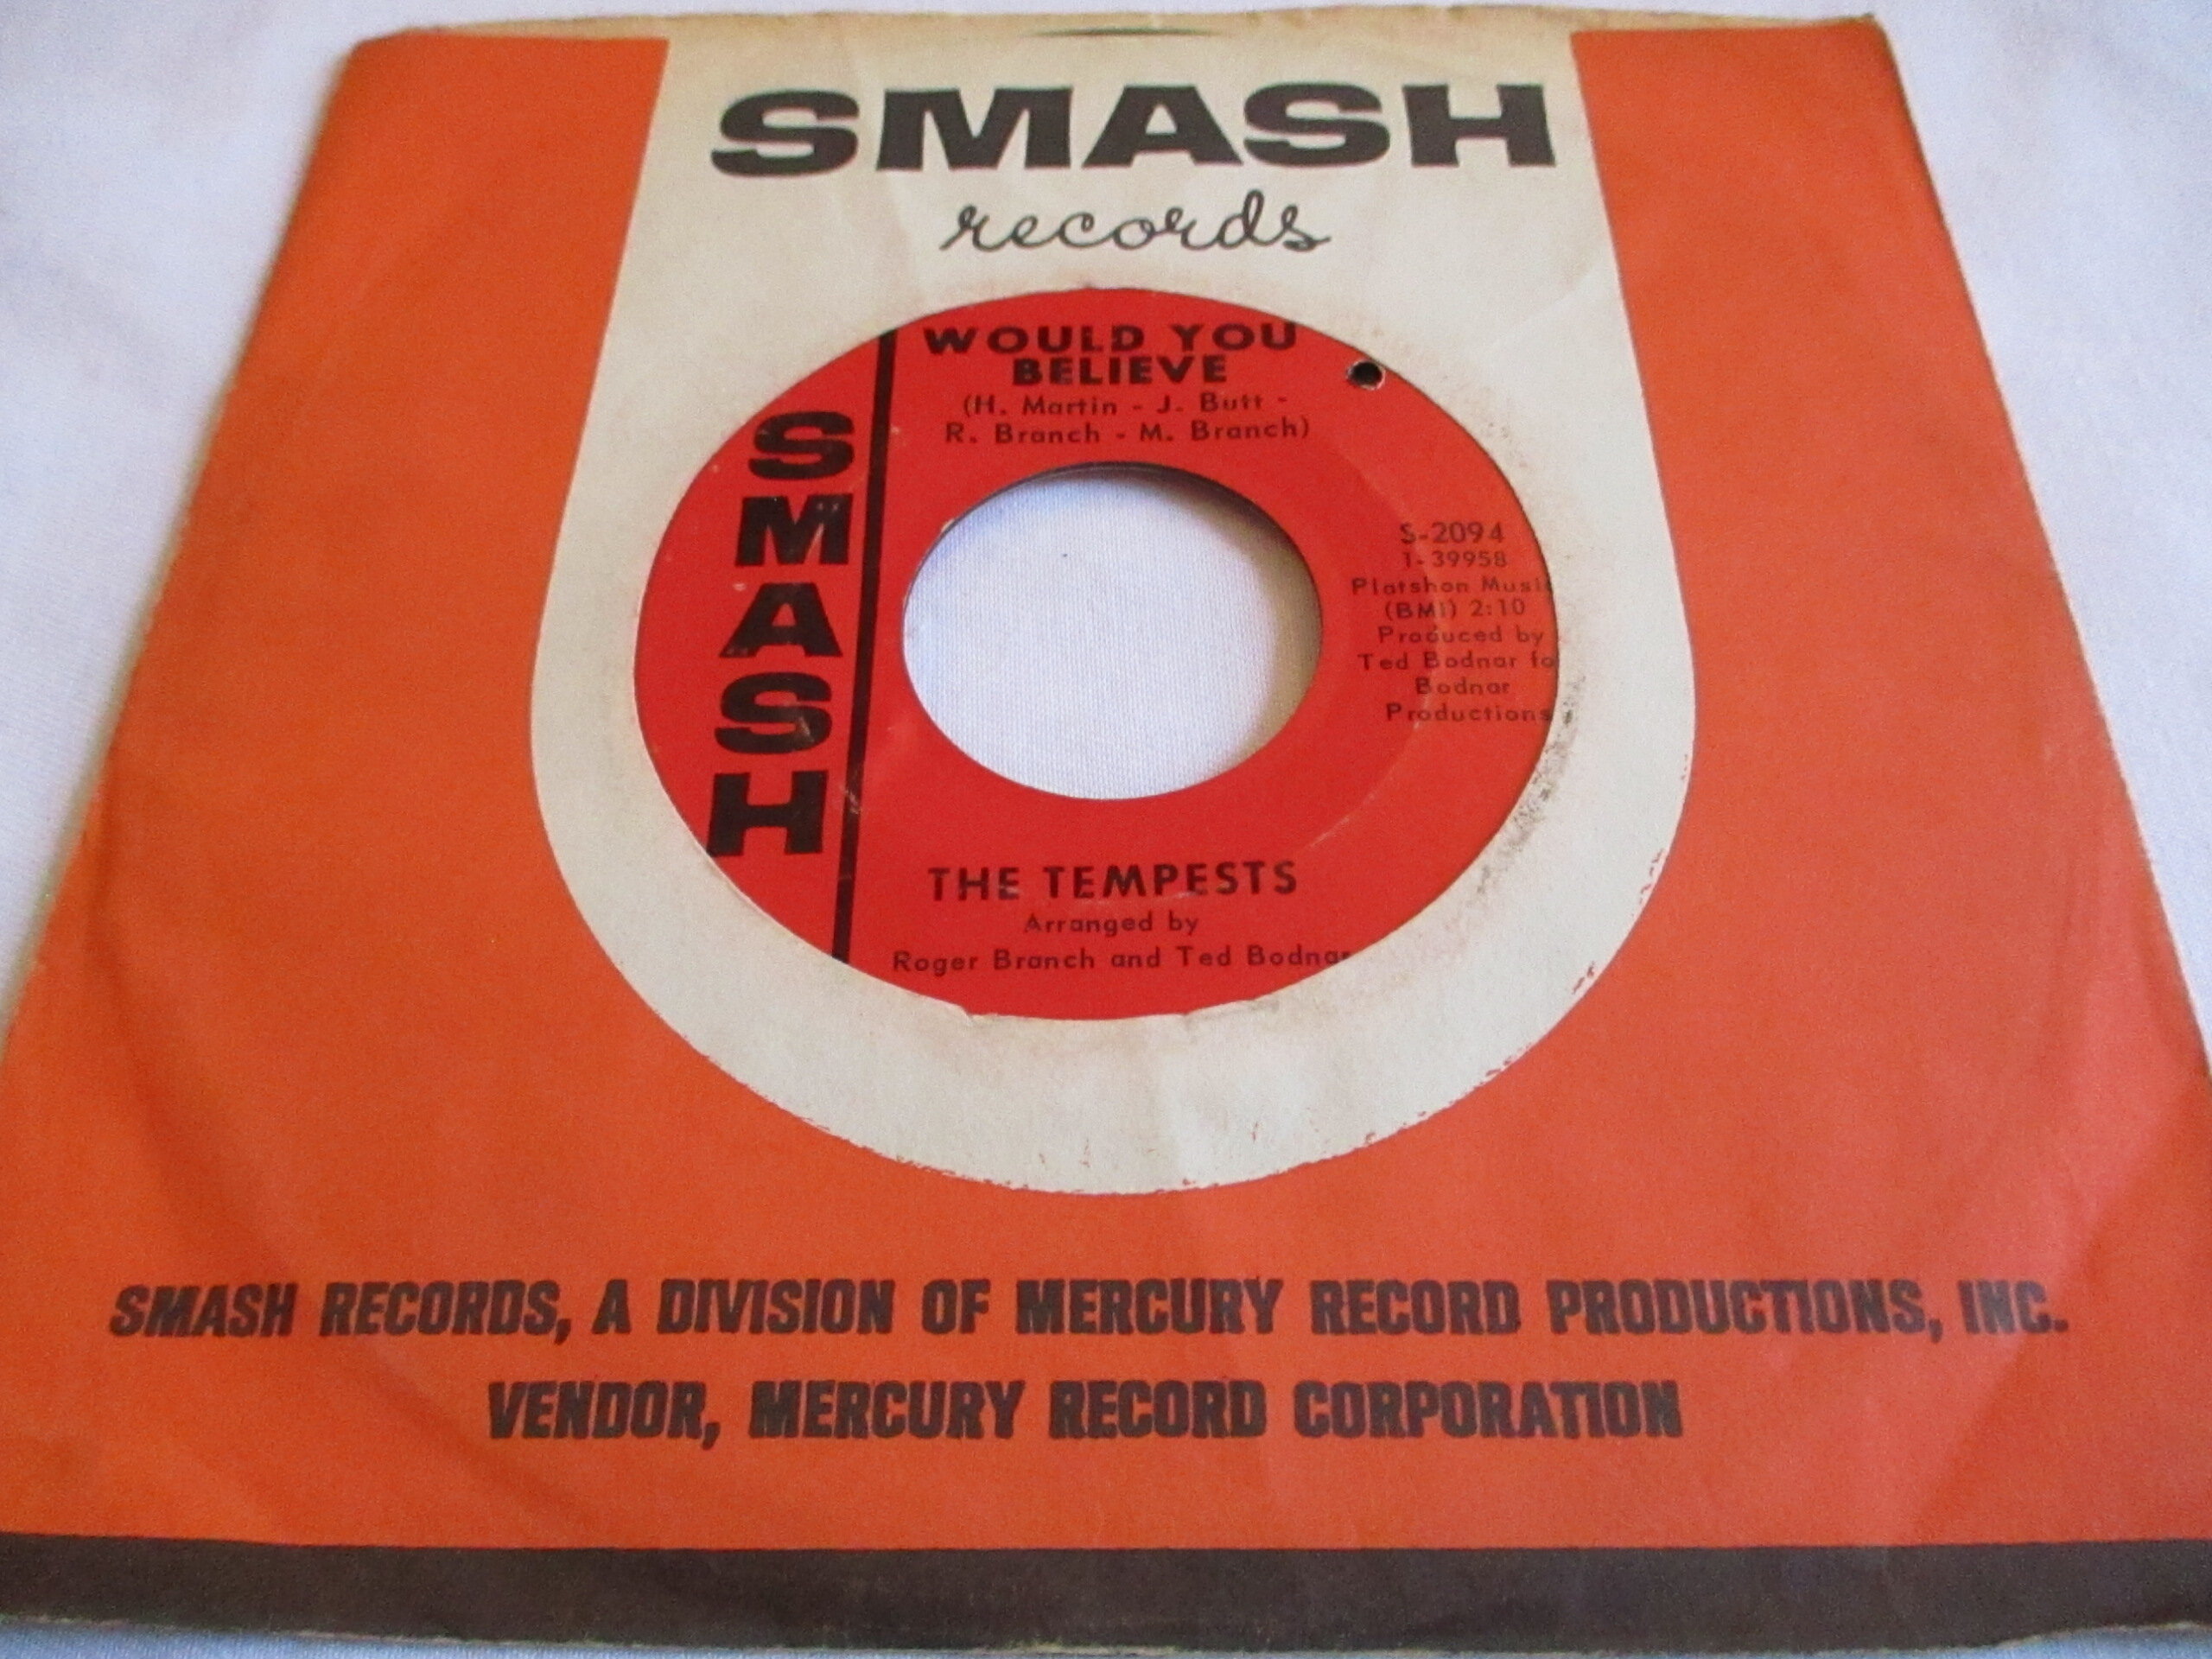 SMASH
records
WOULD YOU
BELIEVE
(H. Martin - J. Butt -
R. Branch - M. Branch)
SMASH
S-2094
1-39958
Platshon Musi
(BMI) 2:10
Produced by
Ted Bodnar fo
Bodnar
Productions
THE TEMPESTS
Arranged by
Roger Branch and Ted Bodnar
SMASH RECORDS, A DIVISION OF MERCURY RECORD PRODUCTIONS, INC.
VENDOR, MERCURY RECORD CORPORATION